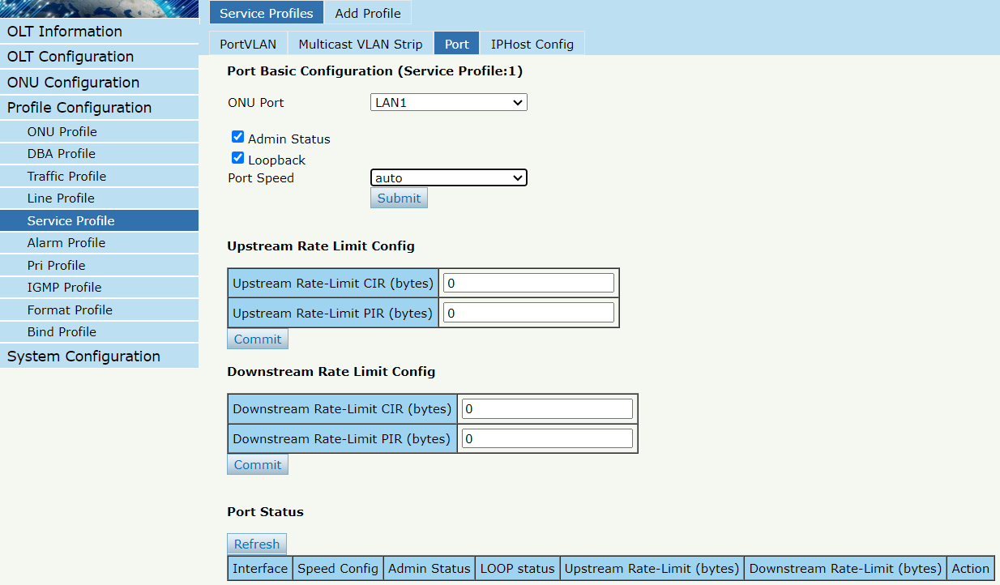 Service Profiles Add Profile
OLT Information
OLT Configuration
ONU Configuration
Profile Configuration
ONU Profile
DBA Profile
Traffic Profile
Line Profile
Service Profile
Alarm Profile
Pri Profile
IGMP Profile
Format Profile
Bind Profile
System Configuration
PortVLAN Multicast VLAN Strip Port IPHost Config
Port Basic Configuration (Service Profile:1)
ONU Port LAN1
Admin Status
Loopback
Port Speed auto
Submit
Upstream Rate Limit Config
Upstream Rate-Limit CIR (bytes) 0
Upstream Rate-Limit PIR (bytes) 0
Commit
Downstream Rate Limit Config
Downstream Rate-Limit CIR (bytes) 0
Downstream Rate-Limit PIR (bytes) 0
Commit
Port Status
Refresh
Interface Speed Config Admin Status LOOP status Upstream Rate-Limit (bytes) Downstream Rate-Limit (bytes) Action